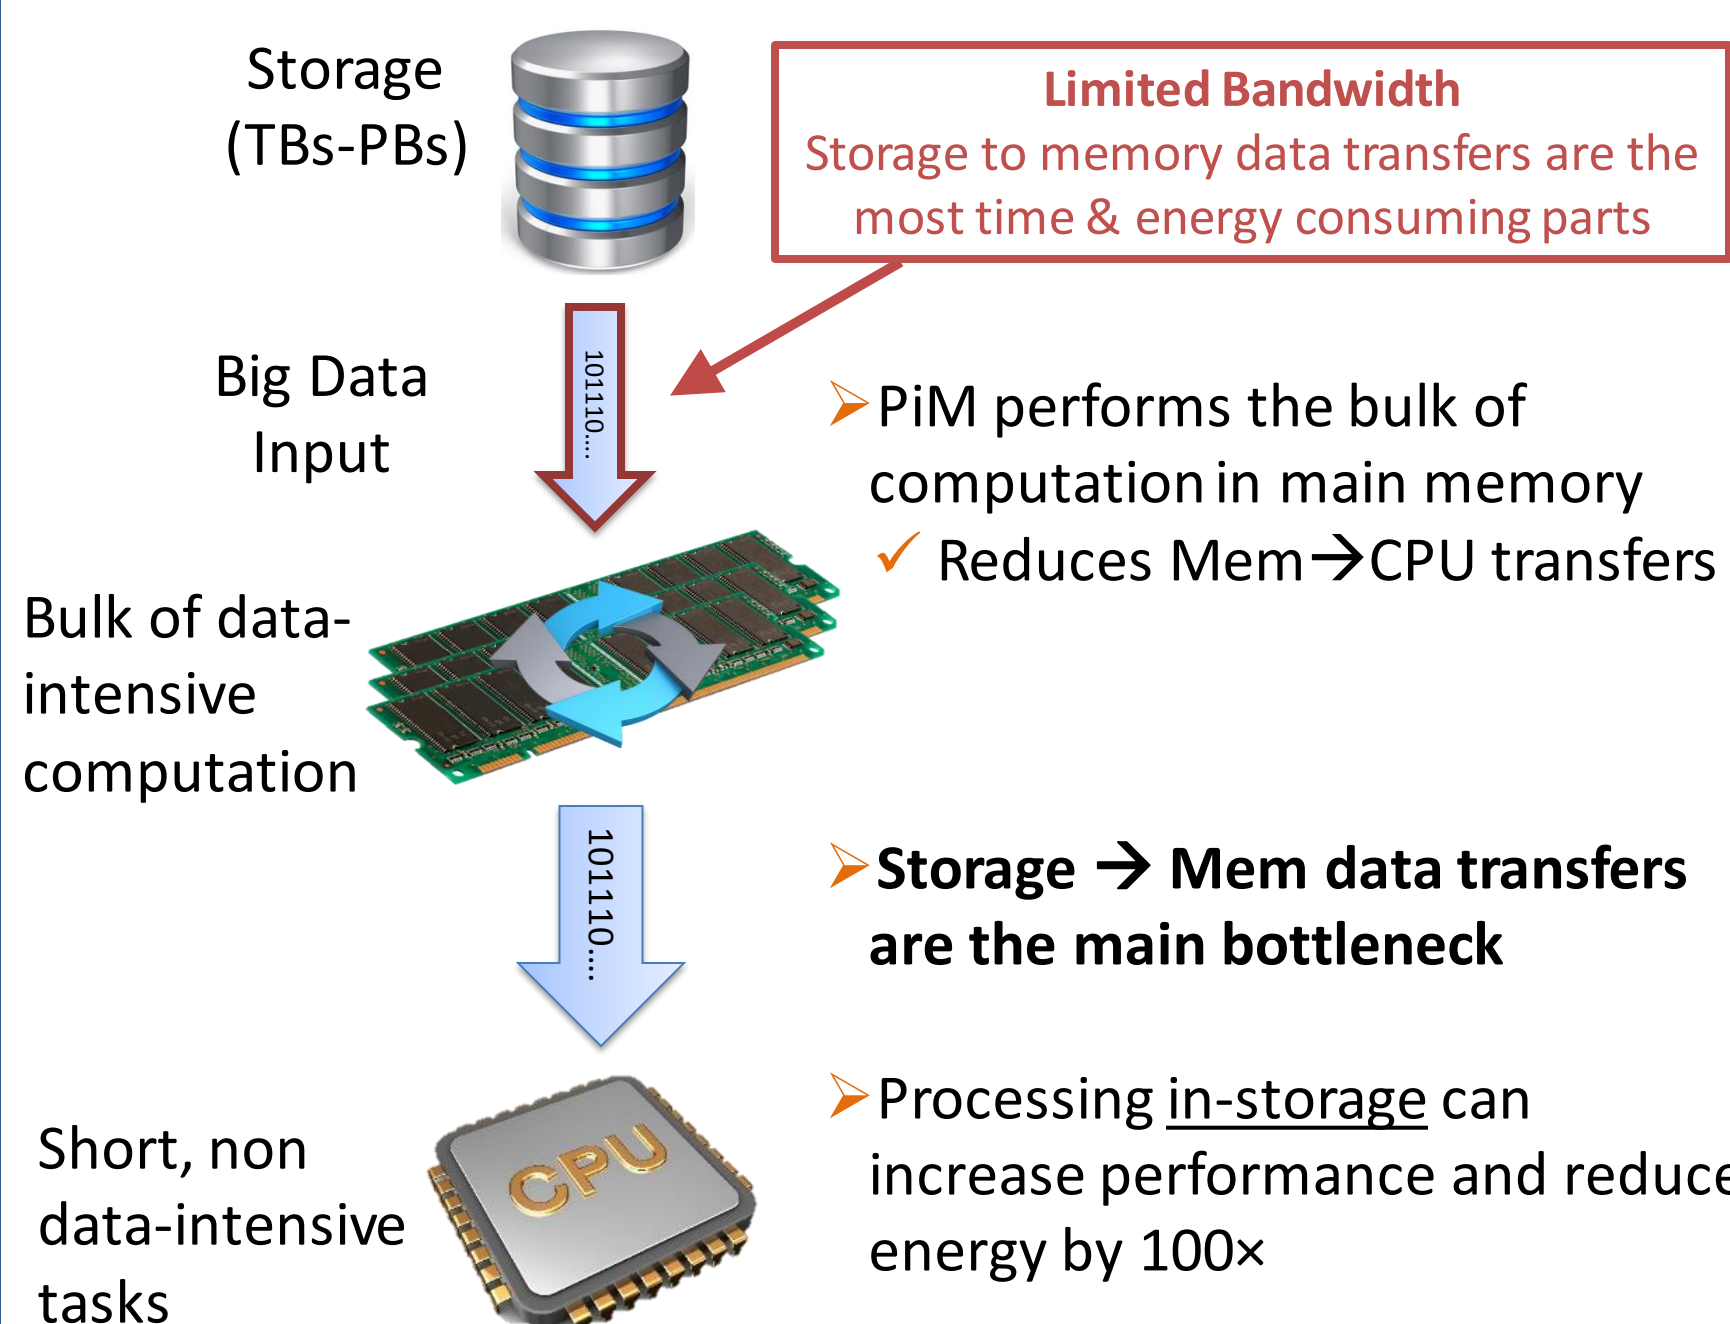 Storage
(TBs-PBs)
Limited Bandwidth
Storage to memory data transfers are the
most time & energy consuming parts
101110....
Big Data
Input
➢PiM performs the bulk of
computation in main memory
✓ Reduces Mem→CPU transfers
Bulk of data-
intensive
computation
101110....
➢Storage → Mem data transfers
are the main bottleneck
➢Processing in-storage can
increase performance and reduce
energy by 100×
CPU
Short, non
data-intensive
tasks